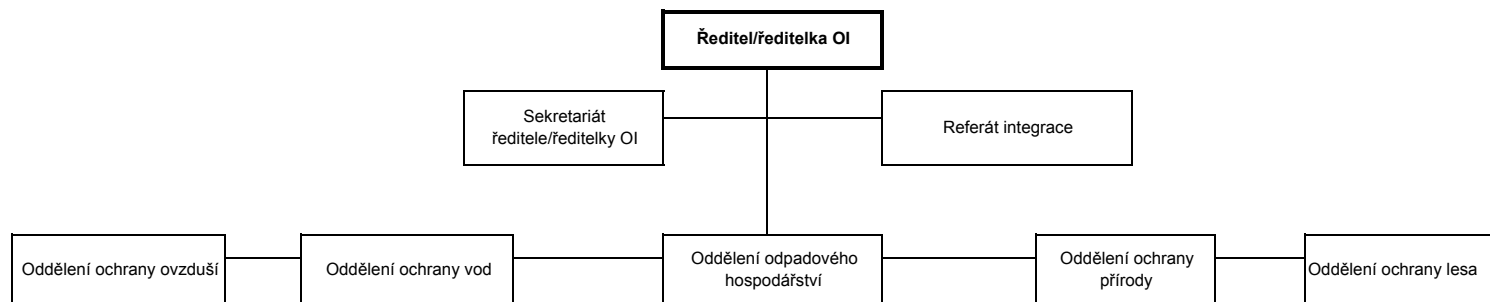 Ředitel/ředitelka OI
Sekretariát
ředitele/ředitelky OI
Referát integrace
Oddělení ochrany ovzduší
Oddělení ochrany vod
Oddělení odpadového
hospodářství
Oddělení ochrany
přírody
Oddělení ochrany lesa